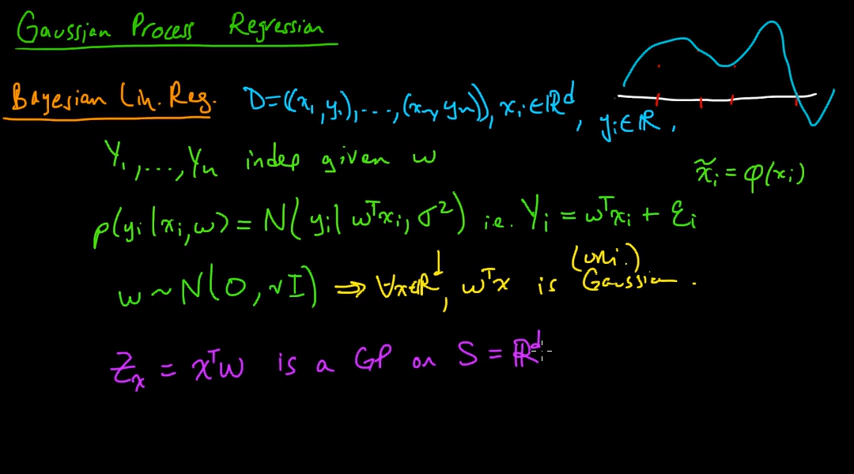 Gaussian Process Regression
Bayesian Lin. Reg. D=((x₁,y₁),...,(xₙ,yₙ)), xᵢ∈ℝᵈ, yᵢ∈ℝ,
Y₁,...,Yₙ indep given w
x̃ᵢ = φ(xᵢ)
p(yᵢ|xᵢ,w) = N(yᵢ|wᵀxᵢ,σ²) i.e. Yᵢ = wᵀxᵢ + εᵢ
w ~ N(0,γI) ⇒ ∀x∈ℝᵈ, wᵀx is (uni.) Gaussian.
Zₓ = xᵀw is a GP on S = ℝᵈ